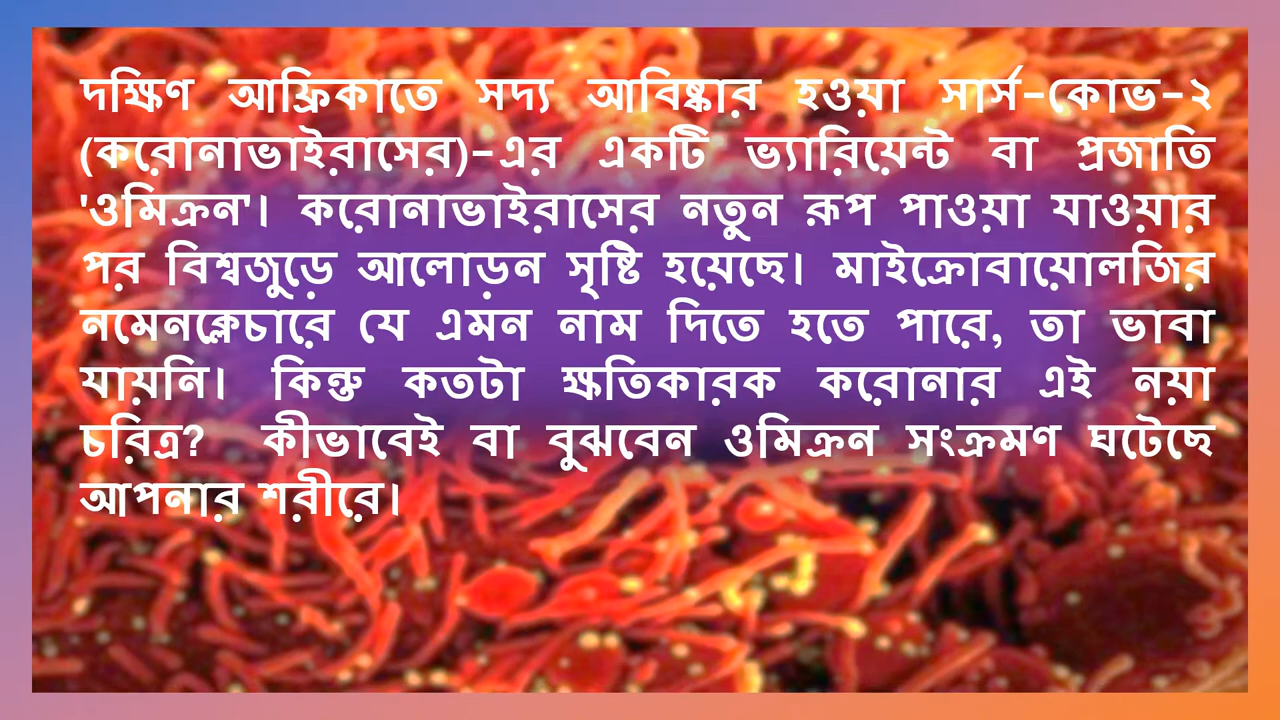 দক্ষিণ আফ্রিকাতে সদ্য আবিষ্কার হওয়া সার্স-কোভ-২
(করোনাভাইরাসের)-এর একটি ভ্যারিয়েন্ট বা প্রজাতি
'ওমিক্রন'। করোনাভাইরাসের নতুন রূপ পাওয়া যাওয়ার
পর বিশ্বজুড়ে আলোড়ন সৃষ্টি হয়েছে। মাইক্রোবায়োলজির
নমেনক্লেচারে যে এমন নাম দিতে হতে পারে, তা ভাবা
যায়নি। কিন্তু কতটা ক্ষতিকারক করোনার এই নয়া
চরিত্র? কীভাবেই বা বুঝবেন ওমিক্রন সংক্রমণ ঘটেছে
আপনার শরীরে।